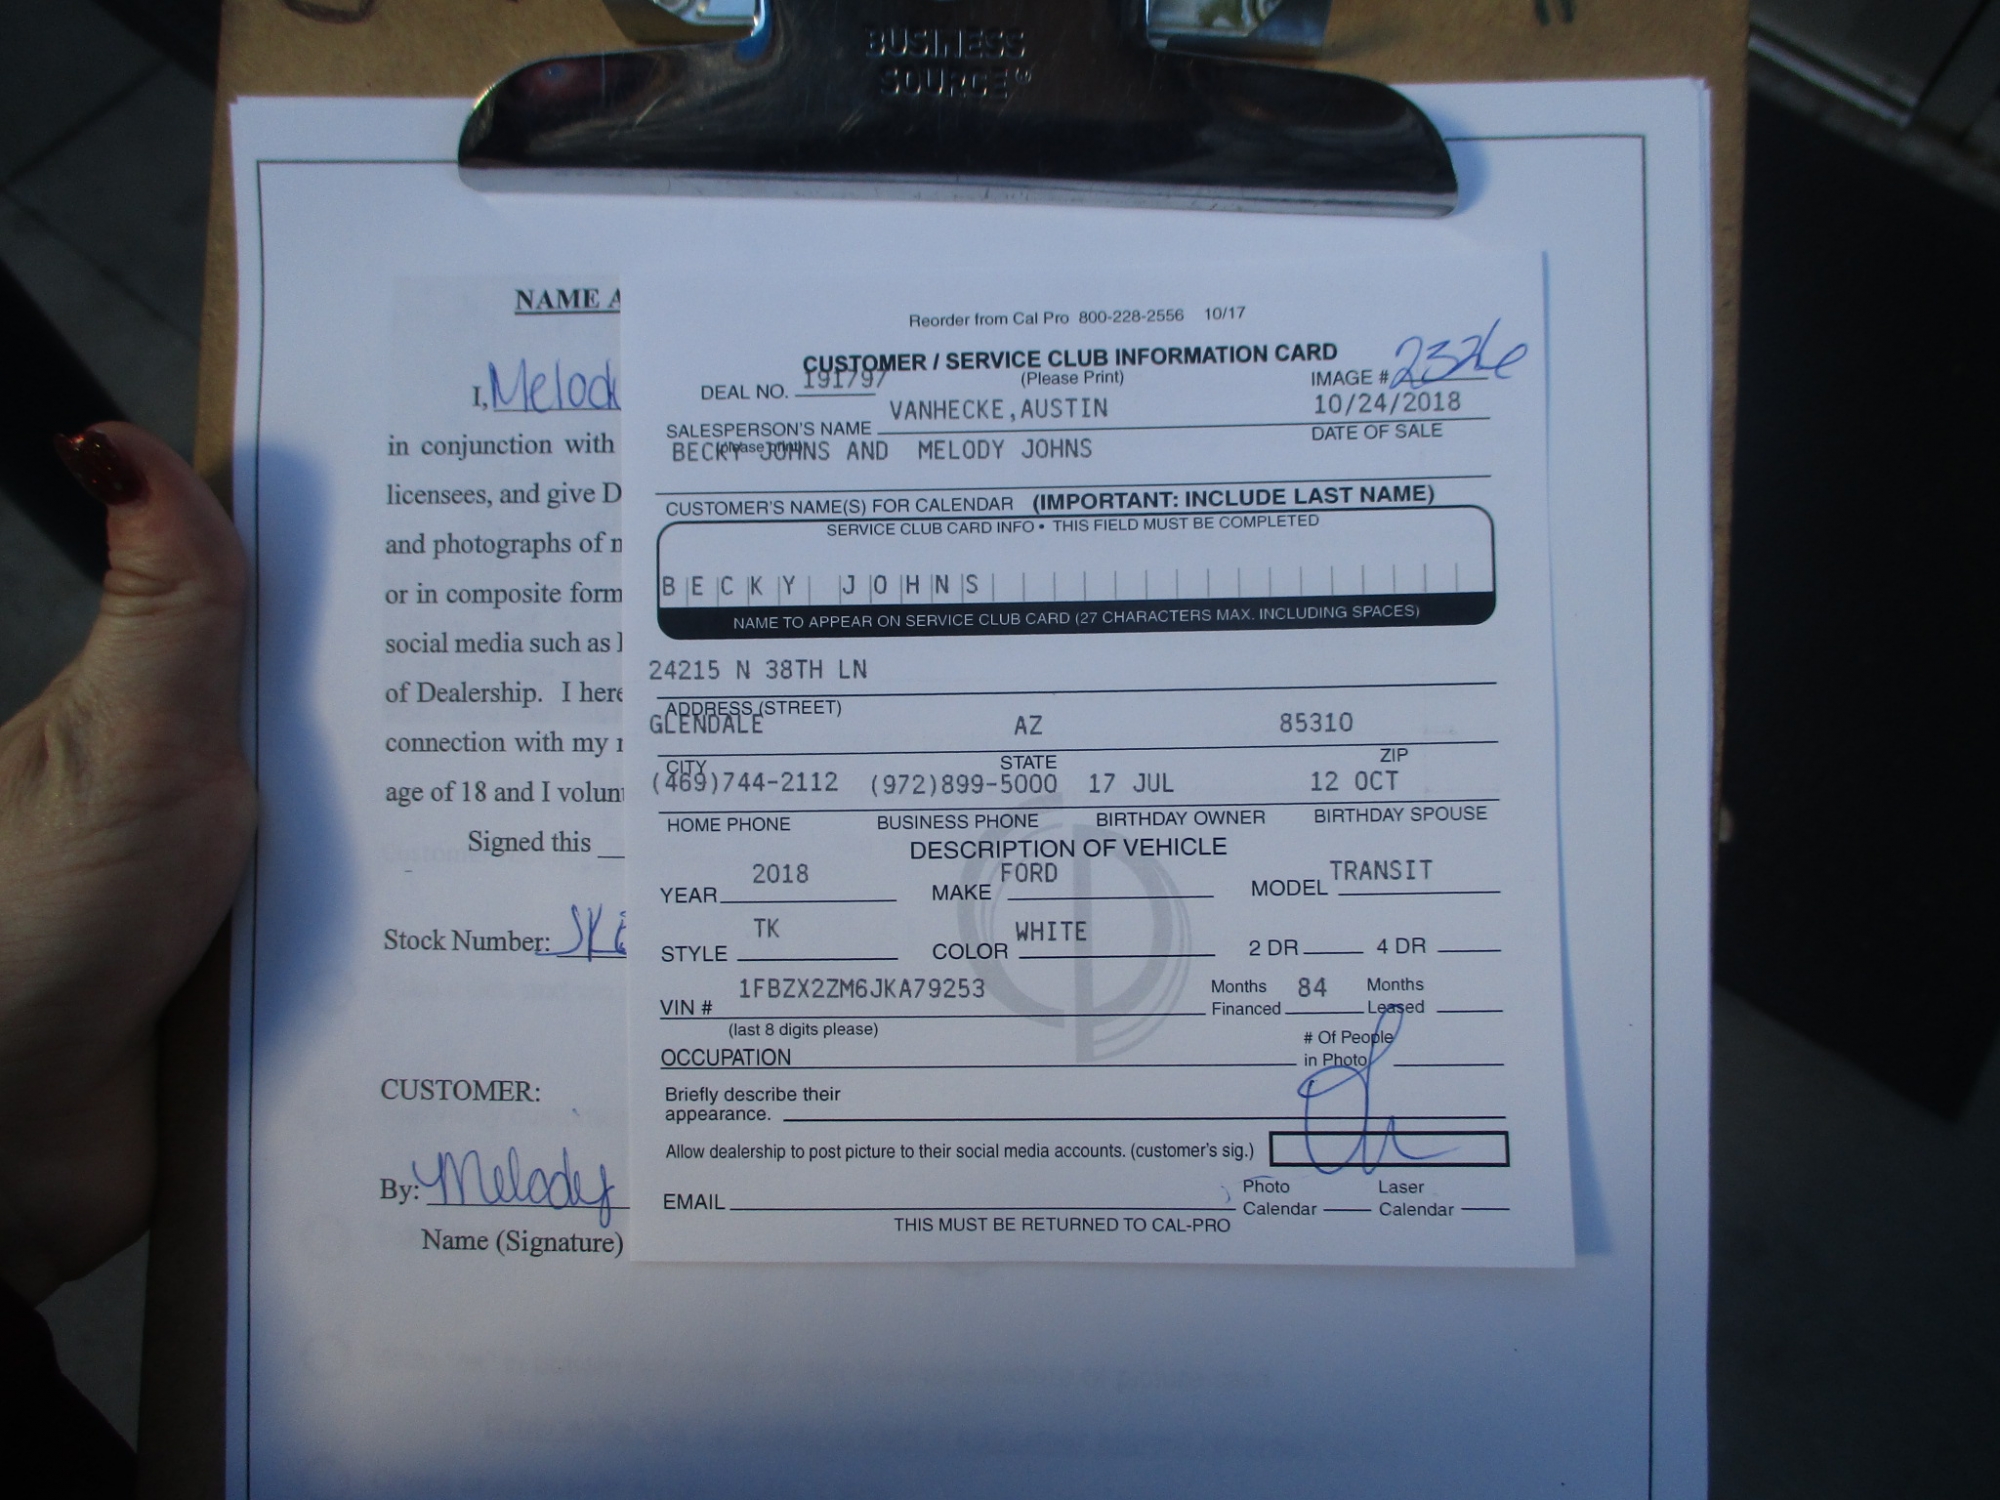 BUSINESS
SOURCE®
NAME A
I, Melody
in conjunction with
licensees, and give D
and photographs of
or in composite form
social media such as
of Dealership. I here
connection with my
age of 18 and I volun
Signed this
Stock Number:
CUSTOMER:
By: Melody
Name (Signature)
Reorder from Cal Pro 800-228-2556 10/17
CUSTOMER / SERVICE CLUB INFORMATION CARD
(Please Print)
DEAL NO. 191797
IMAGE # 2326
SALESPERSON'S NAME VANHECKE,AUSTIN
(please print)
10/24/2018
DATE OF SALE
BECKY JOHNS AND MELODY JOHNS
CUSTOMER'S NAME(S) FOR CALENDAR (IMPORTANT: INCLUDE LAST NAME)
SERVICE CLUB CARD INFO • THIS FIELD MUST BE COMPLETED
BECKY JOHNS
NAME TO APPEAR ON SERVICE CLUB CARD (27 CHARACTERS MAX. INCLUDING SPACES)
24215 N 38TH LN
ADDRESS (STREET)
GLENDALE AZ 85310
CITY STATE ZIP
(469)744-2112 (972)899-5000 17 JUL 12 OCT
HOME PHONE BUSINESS PHONE BIRTHDAY OWNER BIRTHDAY SPOUSE
DESCRIPTION OF VEHICLE
YEAR 2018 MAKE FORD MODEL TRANSIT
STYLE TK COLOR WHITE 2 DR 4 DR
VIN # 1FBZX2ZM6JKA79253 Months Financed 84 Months Leased
(last 8 digits please)
OCCUPATION # Of People in Photo
Briefly describe their
appearance.
Allow dealership to post picture to their social media accounts. (customer's sig.)
EMAIL Photo Calendar Laser Calendar
THIS MUST BE RETURNED TO CAL-PRO